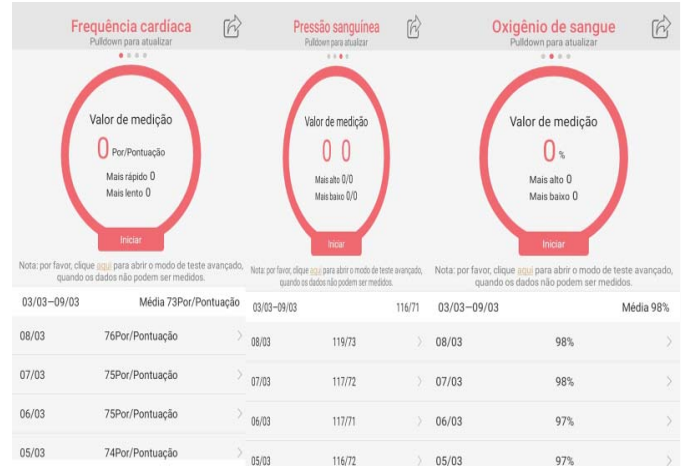 Frequência cardíaca
Pulldown para atualizar
Valor de medição
0 Por/Pontuação
Mais rápido 0
Mais lento 0
Iniciar
Nota: por favor, clique aqui para abrir o modo de teste avançado,
quando os dados não podem ser medidos.
03/03–09/03 Média 73Por/Pontuação
08/03 76Por/Pontuação
07/03 75Por/Pontuação
06/03 75Por/Pontuação
05/03 74Por/Pontuação
Pressão sanguínea
Pulldown para atualizar
Valor de medição
0 0
Mais alto 0/0
Mais baixo 0/0
Iniciar
Nota: por favor, clique aqui para abrir o modo de teste avançado,
quando os dados não podem ser medidos.
03/03–09/03 116/71
08/03 119/73
07/03 117/72
06/03 117/71
05/03 116/72
Oxigênio de sangue
Pulldown para atualizar
Valor de medição
0 %
Mais alto 0
Mais baixo 0
Iniciar
Nota: por favor, clique aqui para abrir o modo de teste avançado,
quando os dados não podem ser medidos.
03/03–09/03 Média 98%
08/03 98%
07/03 98%
06/03 97%
05/03 97%